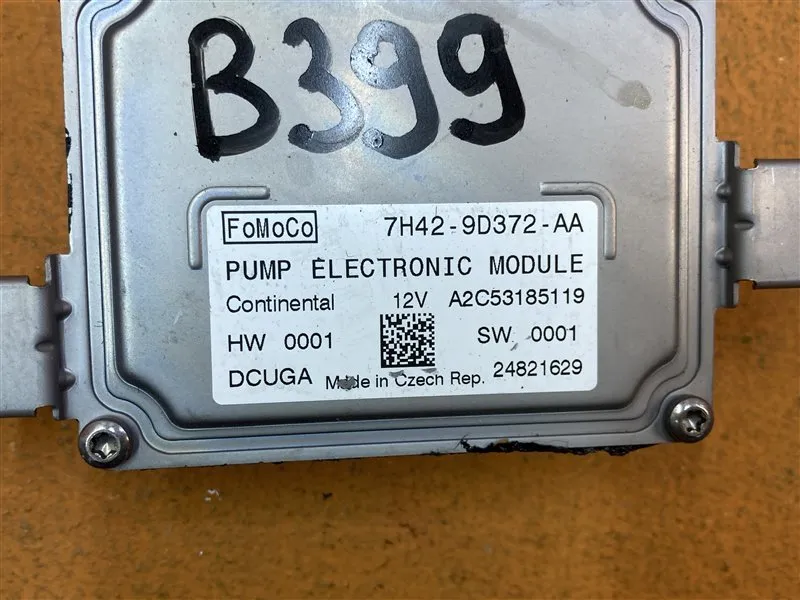 B399
FoMoCo 7H42-9D372-AA
PUMP ELECTRONIC MODULE
Continental 12V A2C53185119
HW 0001 SW 0001
DCUGA Made in Czech Rep. 24821629